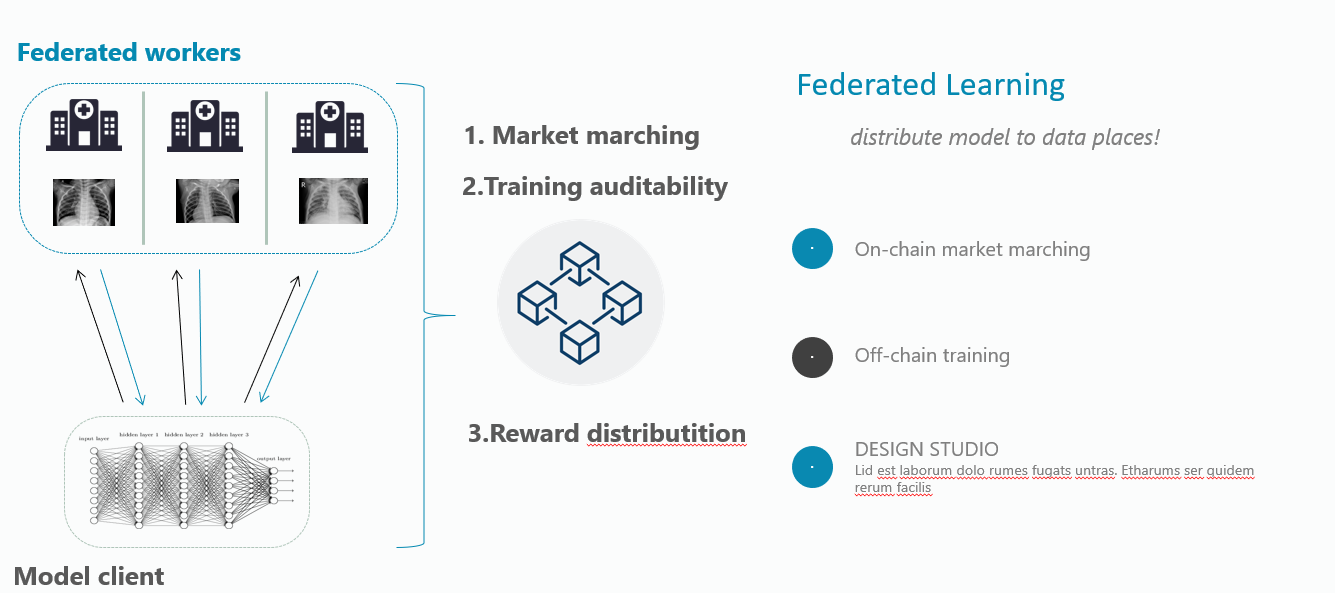 Federated workers
R
1. Market marching
2.Training auditability
3.Reward distributition
input layer
hidden layer 1 hidden layer 2 hidden layer 3
output layer
Model client
Federated Learning
distribute model to data places!
On-chain market marching
Off-chain training
DESIGN STUDIO
Lid est laborum dolo rumes fugats untras. Etharums ser quidem
rerum facilis